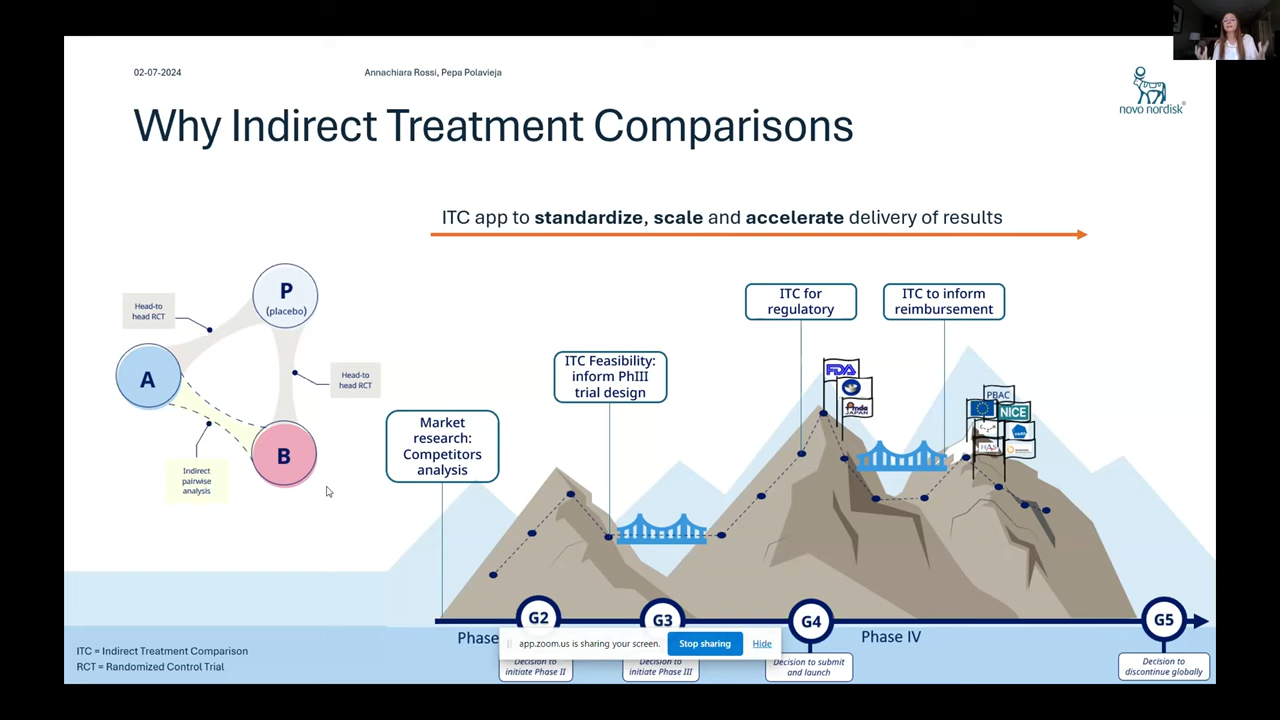 02-07-2024
Annachiara Rossi, Pepa Polavieja
novo nordisk®
Why Indirect Treatment Comparisons
ITC app to standardize, scale and accelerate delivery of results
P
(placebo)
Head-to
head RCT
A
Head-to
head RCT
B
Indirect
pairwise
analysis
Market
research:
Competitors
analysis
ITC Feasibility:
inform PhIII
trial design
ITC for
regulatory
ITC to inform
reimbursement
FDA
Pmda
JAPAN
PBAC
NICE
HAS
G2
G3
G4
G5
Phase
Phase IV
app.zoom.us is sharing your screen.
Stop sharing
Hide
Decision to
initiate Phase II
Decision to
initiate Phase III
Decision to submit
and launch
Decision to
discontinue globally
ITC = Indirect Treatment Comparison
RCT = Randomized Control Trial